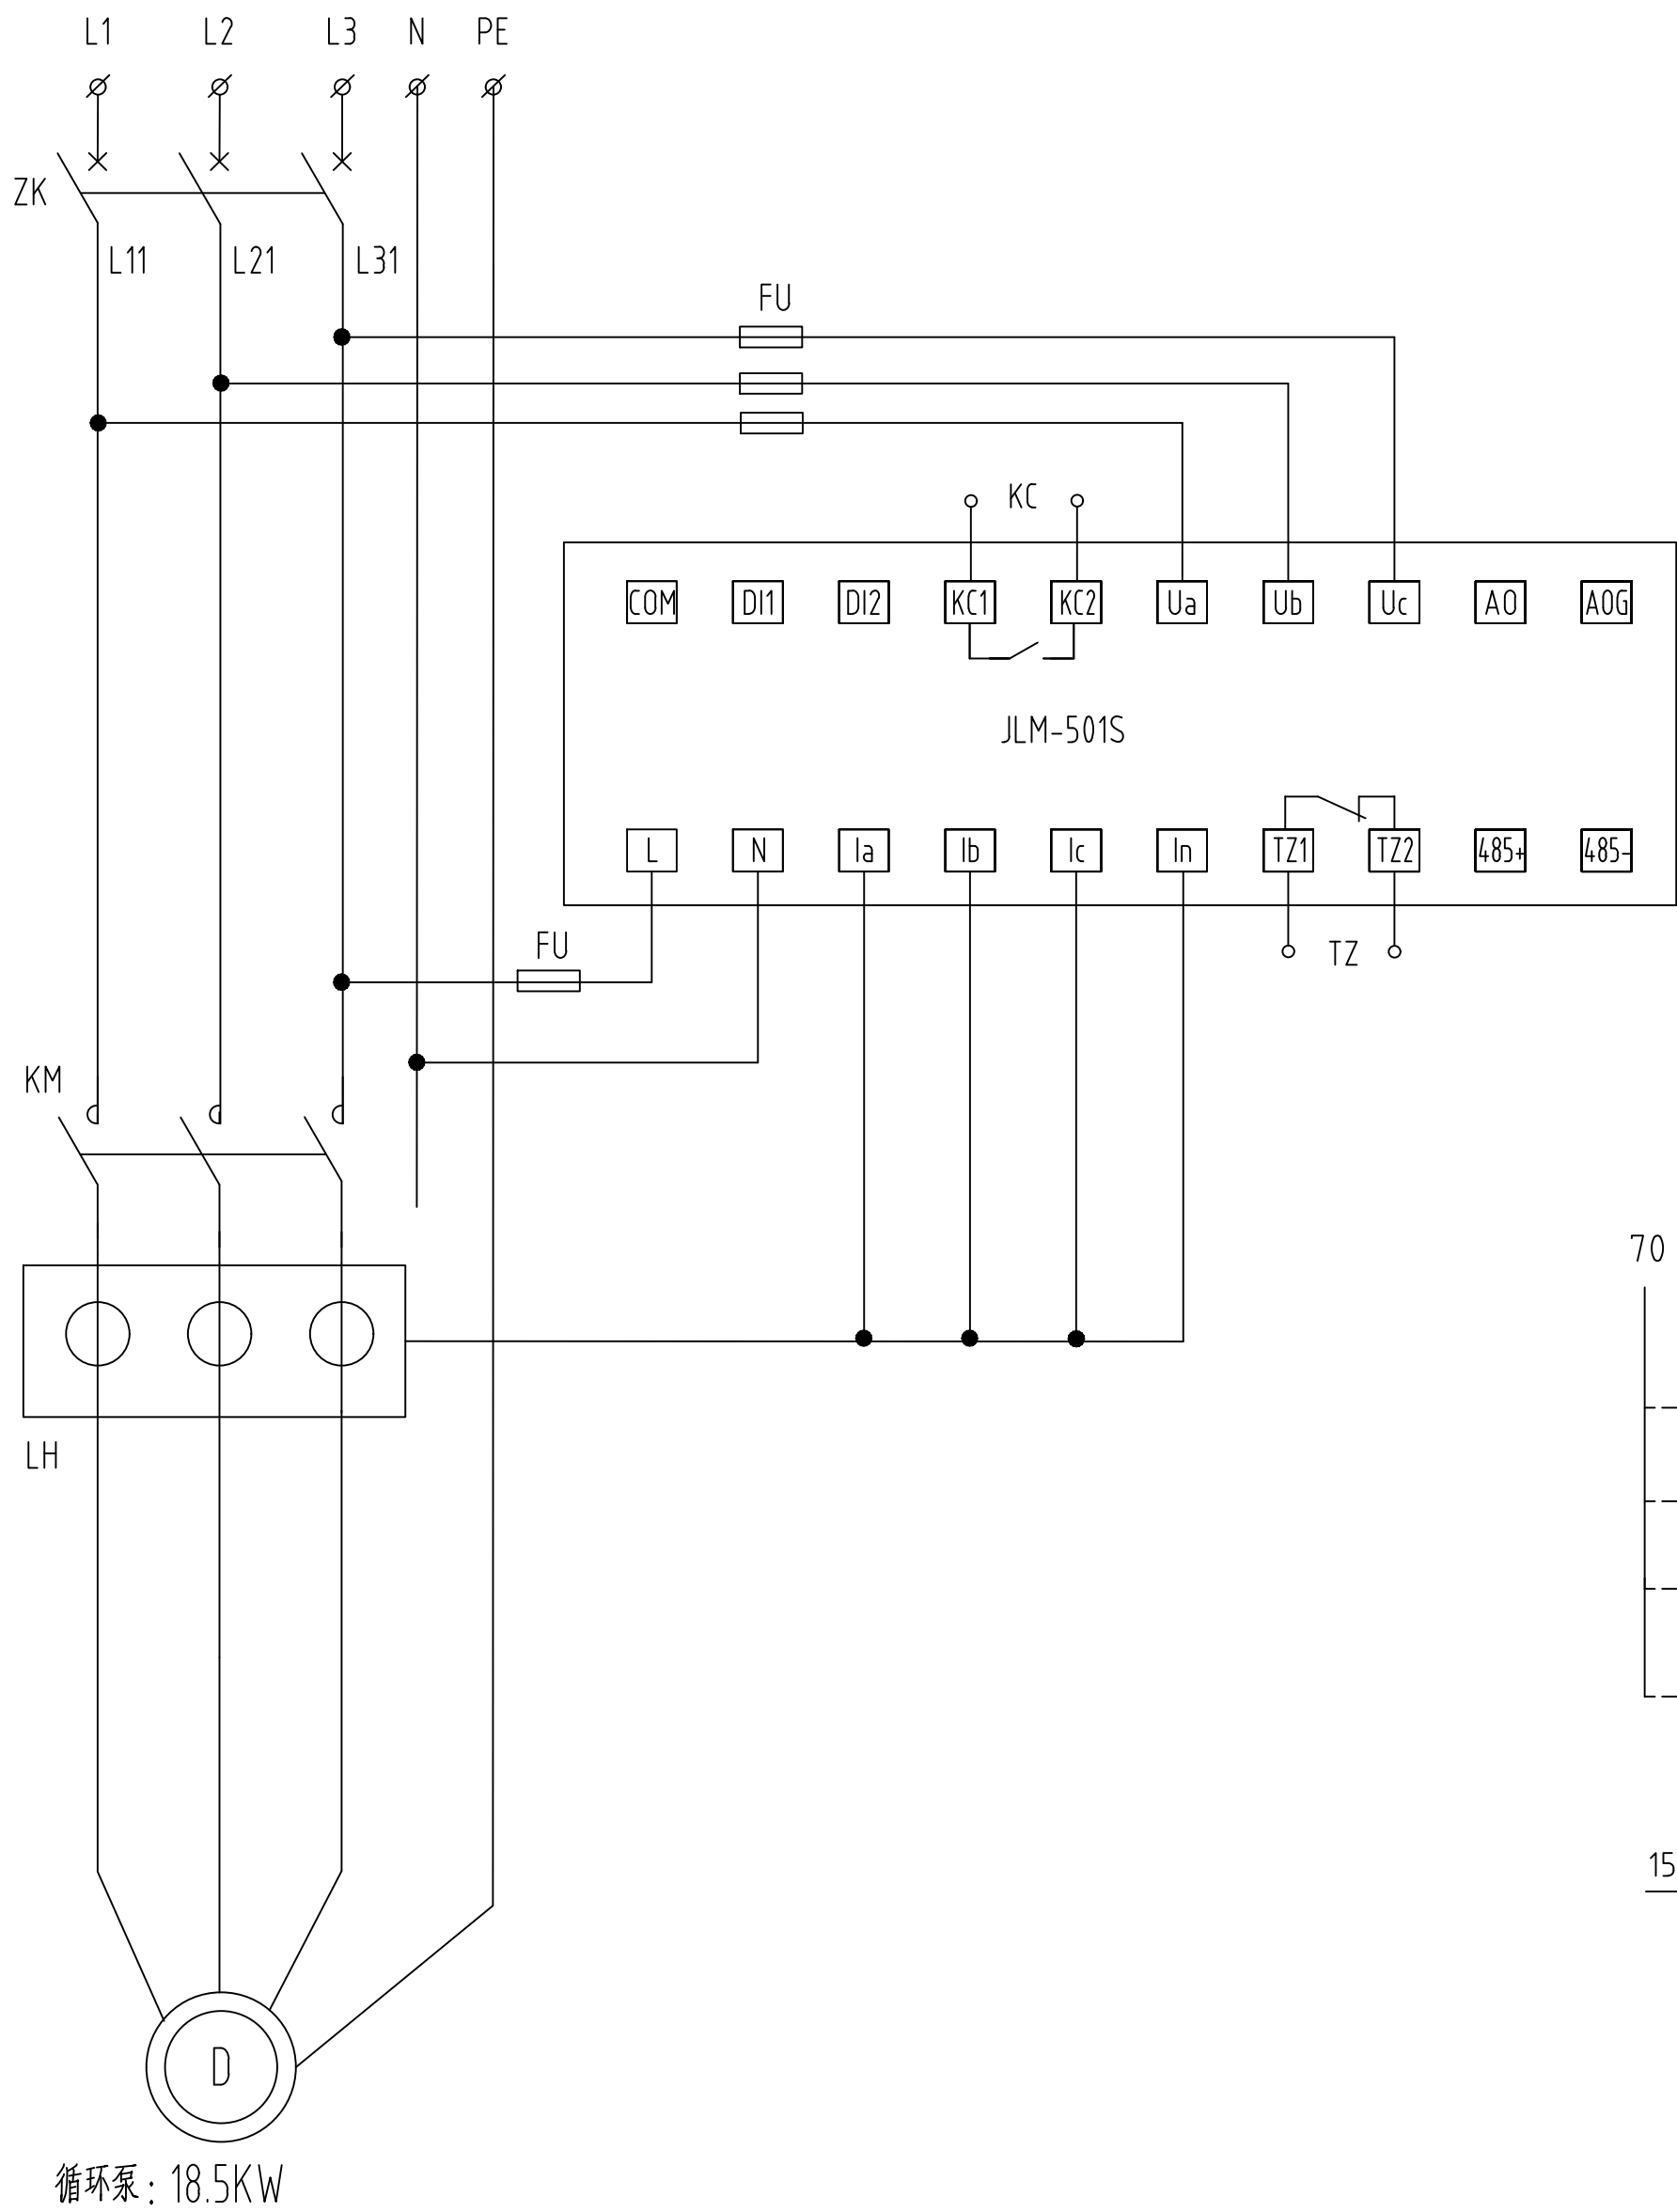 L1 L2 L3 N PE
ZK
L11 L21 L31
FU
KC
COM DI1 DI2 KC1 KC2 Ua Ub Uc AO AOG
JLM-501S
L N Ia Ib Ic In TZ1 TZ2 485+ 485-
FU
TZ
KM
70
LH
15
D
循环泵: 18.5KW